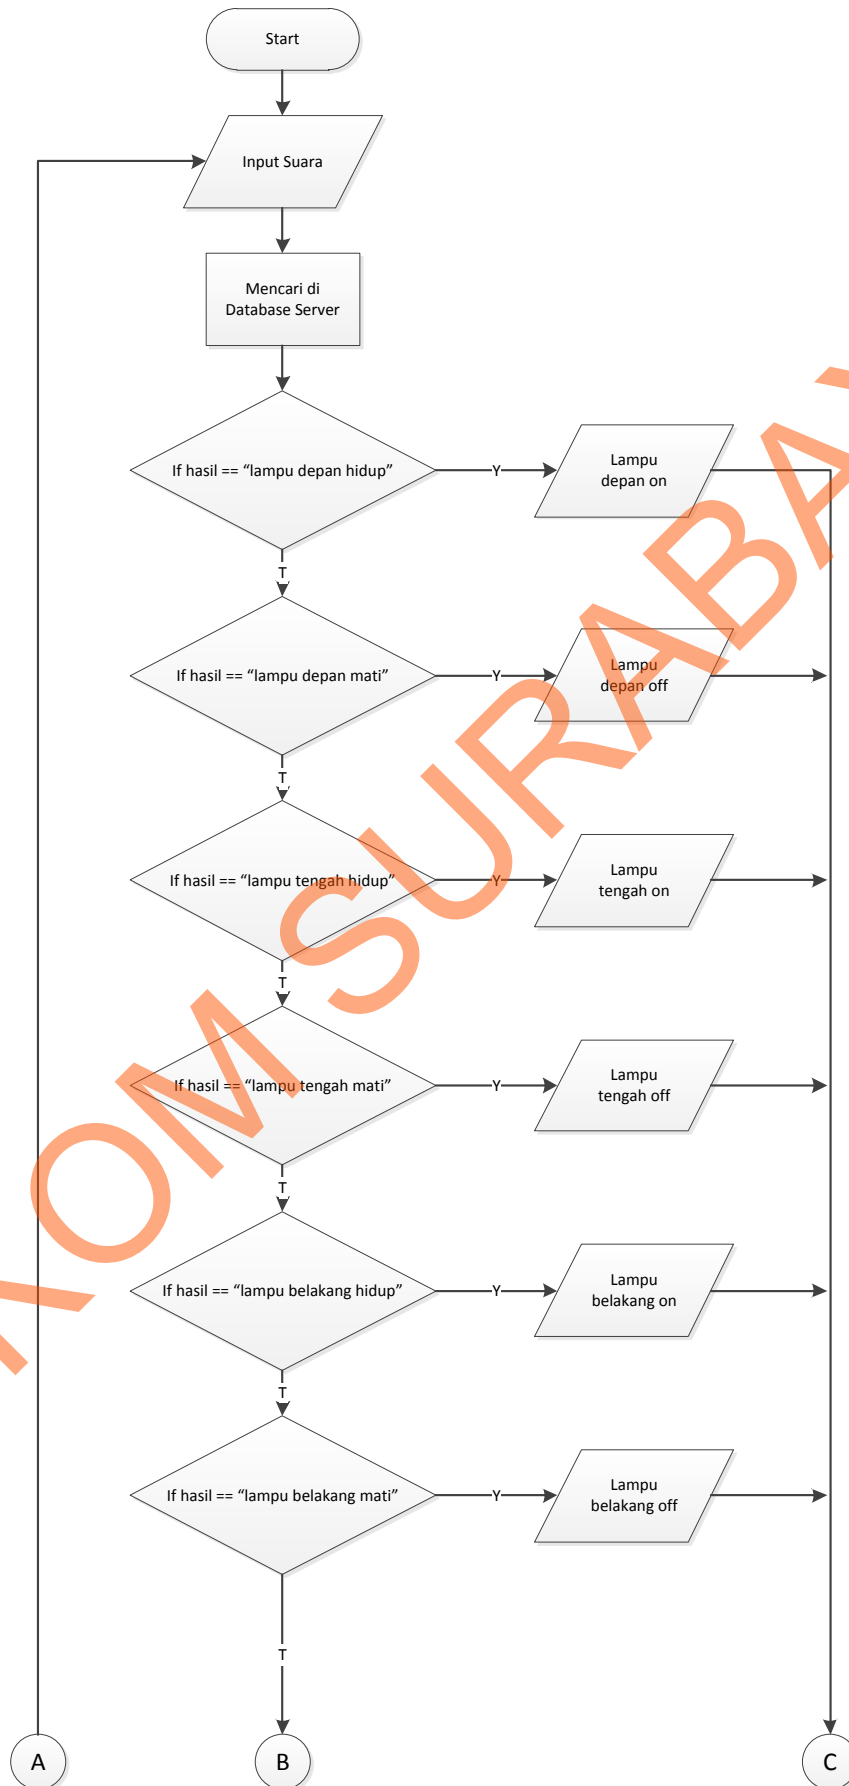 Start
Input Suara
Mencari di
Database Server
If hasil == “lampu depan hidup”
Y
Lampu
depan on
T
If hasil == “lampu depan mati”
Y
Lampu
depan off
T
If hasil == “lampu tengah hidup”
Y
Lampu
tengah on
T
If hasil == “lampu tengah mati”
Y
Lampu
tengah off
T
If hasil == “lampu belakang hidup”
Y
Lampu
belakang on
T
If hasil == “lampu belakang mati”
Y
Lampu
belakang off
T
A
B
C
KOM SURABAY